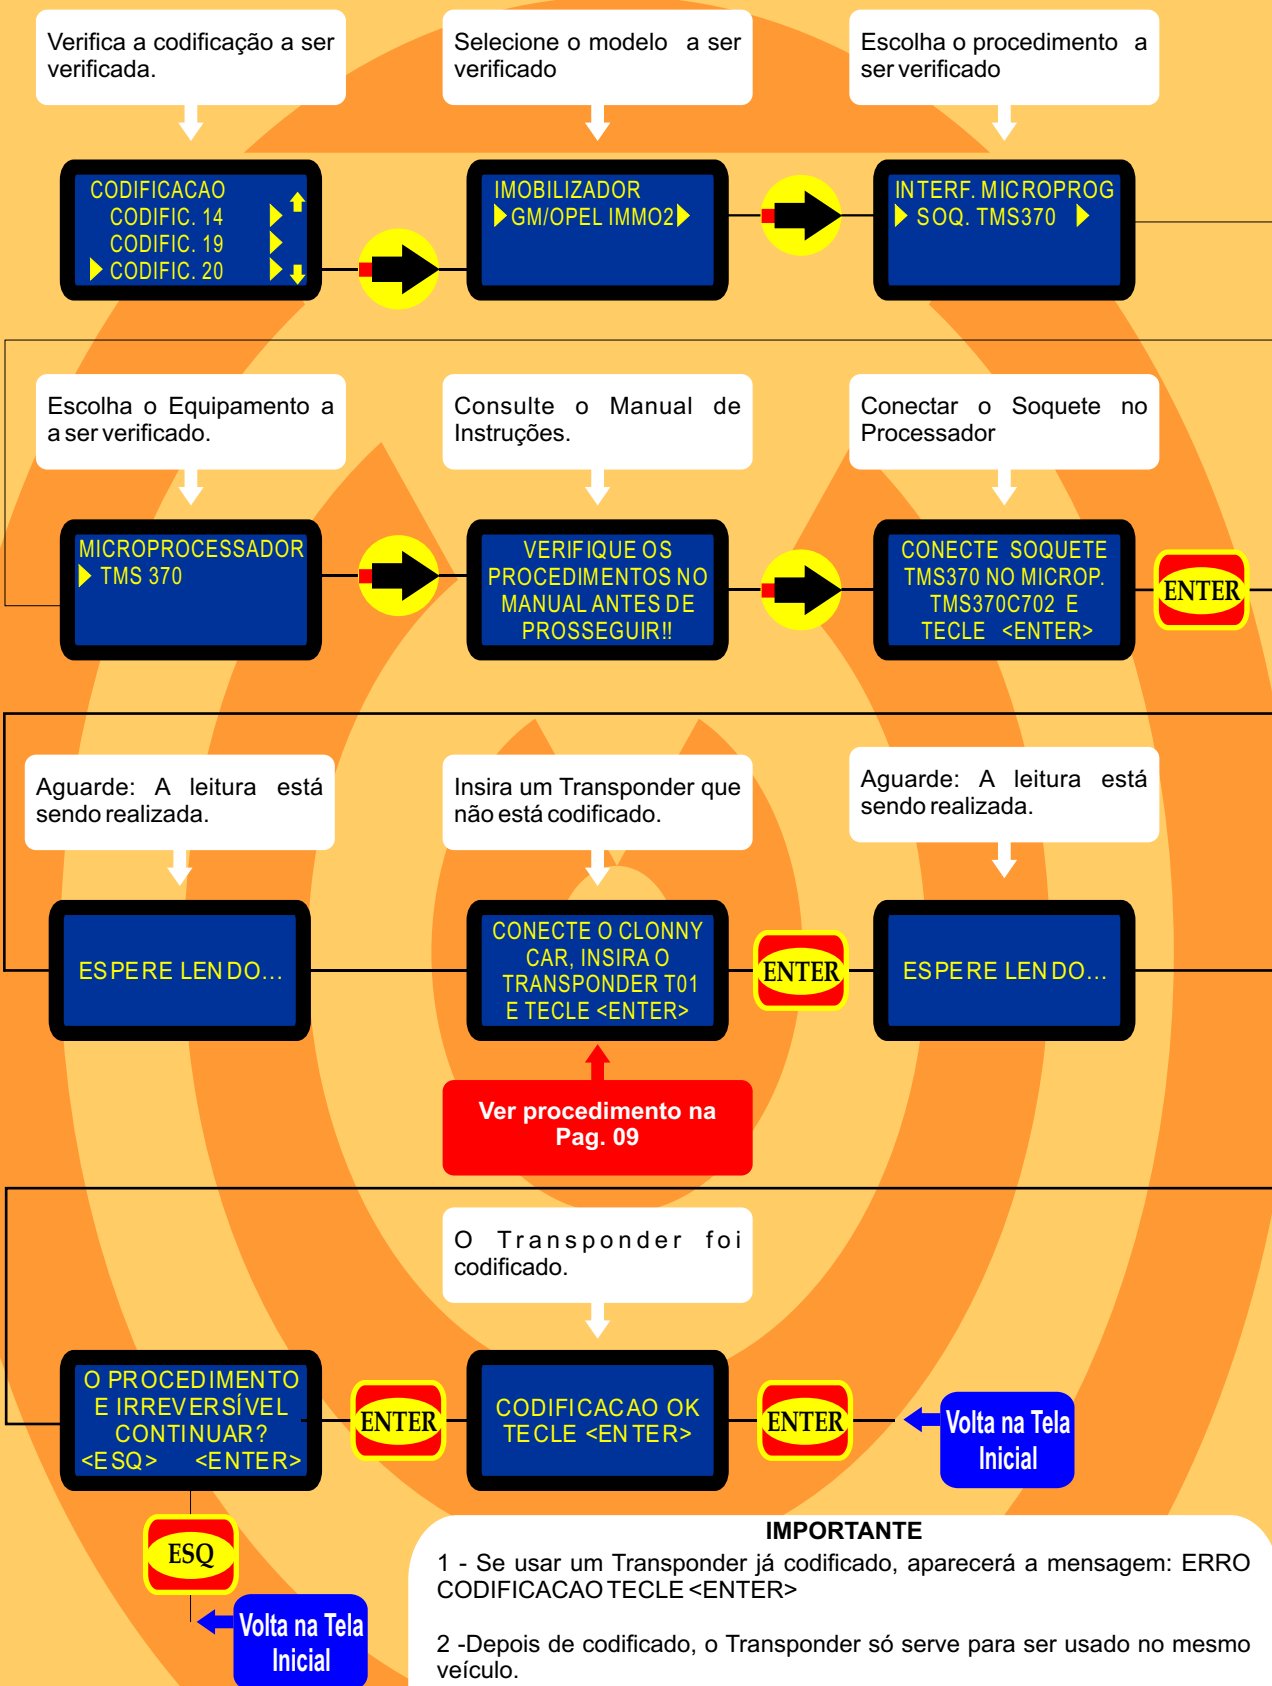 Verifica a codificação a ser
verificada.
Selecione o modelo a ser
verificado
Escolha o procedimento a
ser verificado
CODIFICACAO
CODIFIC. 14
CODIFIC. 19
CODIFIC. 20
IMOBILIZADOR
GM/OPEL IMMO2
INTERF. MICROPROG
SOQ. TMS370
Escolha o Equipamento a
a ser verificado.
Consulte o Manual de
Instruções.
Conectar o Soquete no
Processador
MICROPROCESSADOR
TMS 370
VERIFIQUE OS
PROCEDIMENTOS NO
MANUAL ANTES DE
PROSSEGUIR!!
CONECTE SOQUETE
TMS370 NO MICROP.
TMS370C702 E
TECLE <ENTER>
ENTER
Aguarde: A leitura está
sendo realizada.
Insira um Transponder que
não está codificado.
Aguarde: A leitura está
sendo realizada.
ESPERE LENDO...
CONECTE O CLONNY
CAR, INSIRA O
TRANSPONDER T01
E TECLE <ENTER>
ENTER
ESPERE LENDO...
Ver procedimento na
Pag. 09
O Transponder foi
codificado.
O PROCEDIMENTO
E IRREVERSÍVEL
CONTINUAR?
<ESQ> <ENTER>
ENTER
CODIFICACAO OK
TECLE <ENTER>
ENTER
Volta na Tela
Inicial
ESQ
Volta na Tela
Inicial
IMPORTANTE
1 - Se usar um Transponder já codificado, aparecerá a mensagem: ERRO
CODIFICACAO TECLE <ENTER>
2 -Depois de codificado, o Transponder só serve para ser usado no mesmo
veículo.